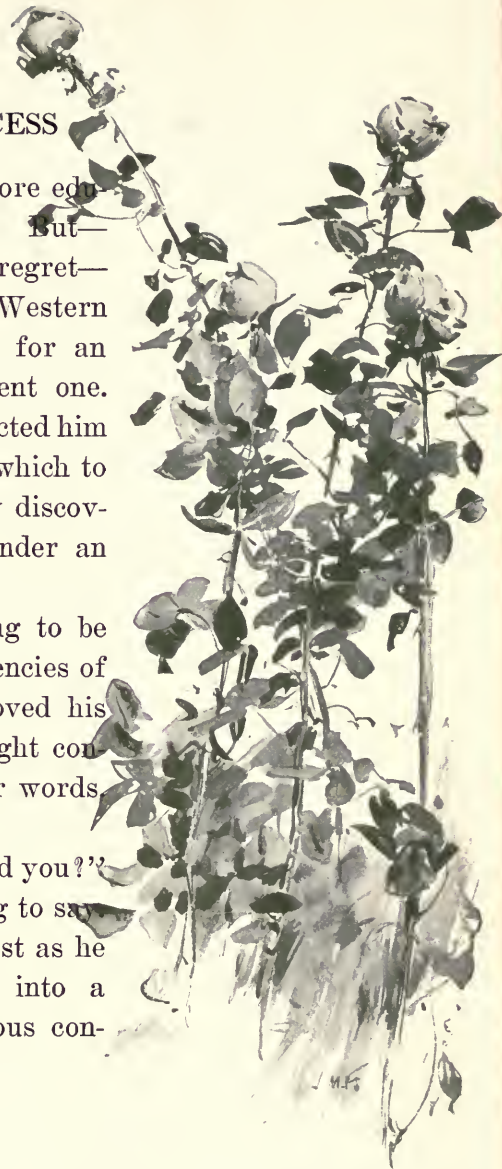 CESS
ore edu-
But—
regret—
Western
for an
ent one.
cted him
which to
discov-
nder an
ng to be
encies of
oved his
ght con-
r words,
d you?”
g to say.
st as he
into a
ous con-